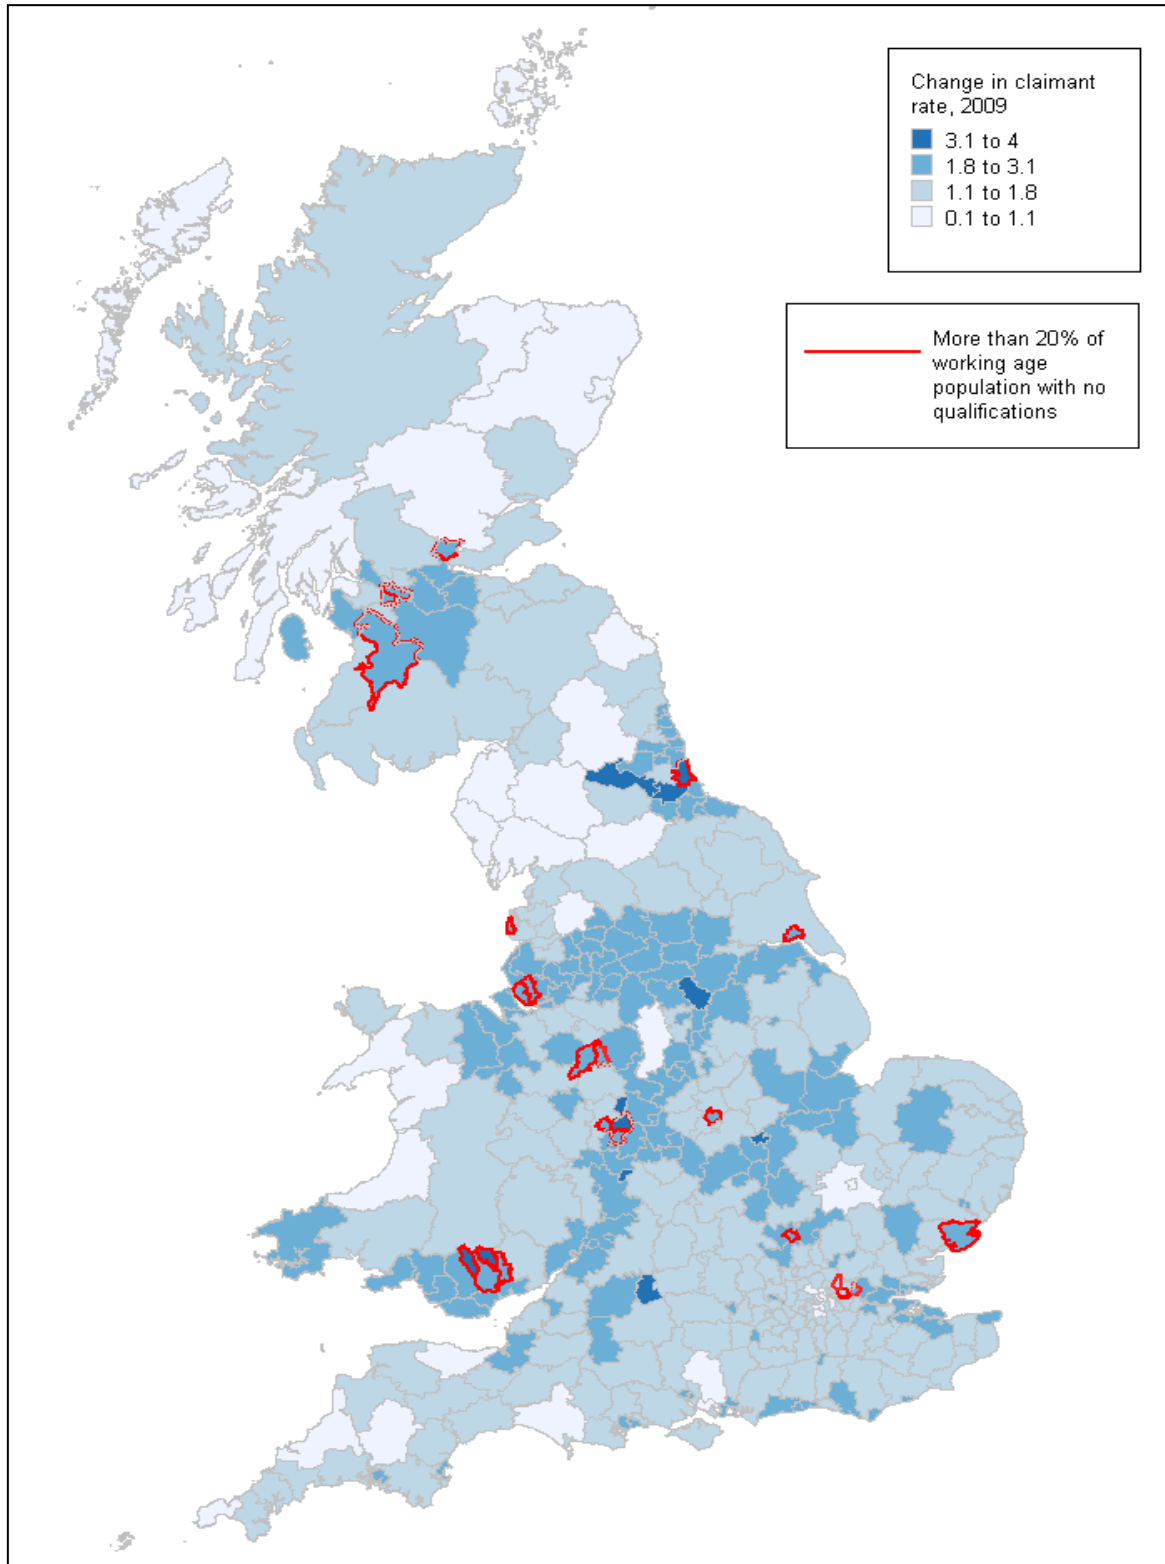 Change in claimant
rate, 2009
3.1 to 4
1.8 to 3.1
1.1 to 1.8
0.1 to 1.1
More than 20% of
working age
population with no
qualifications